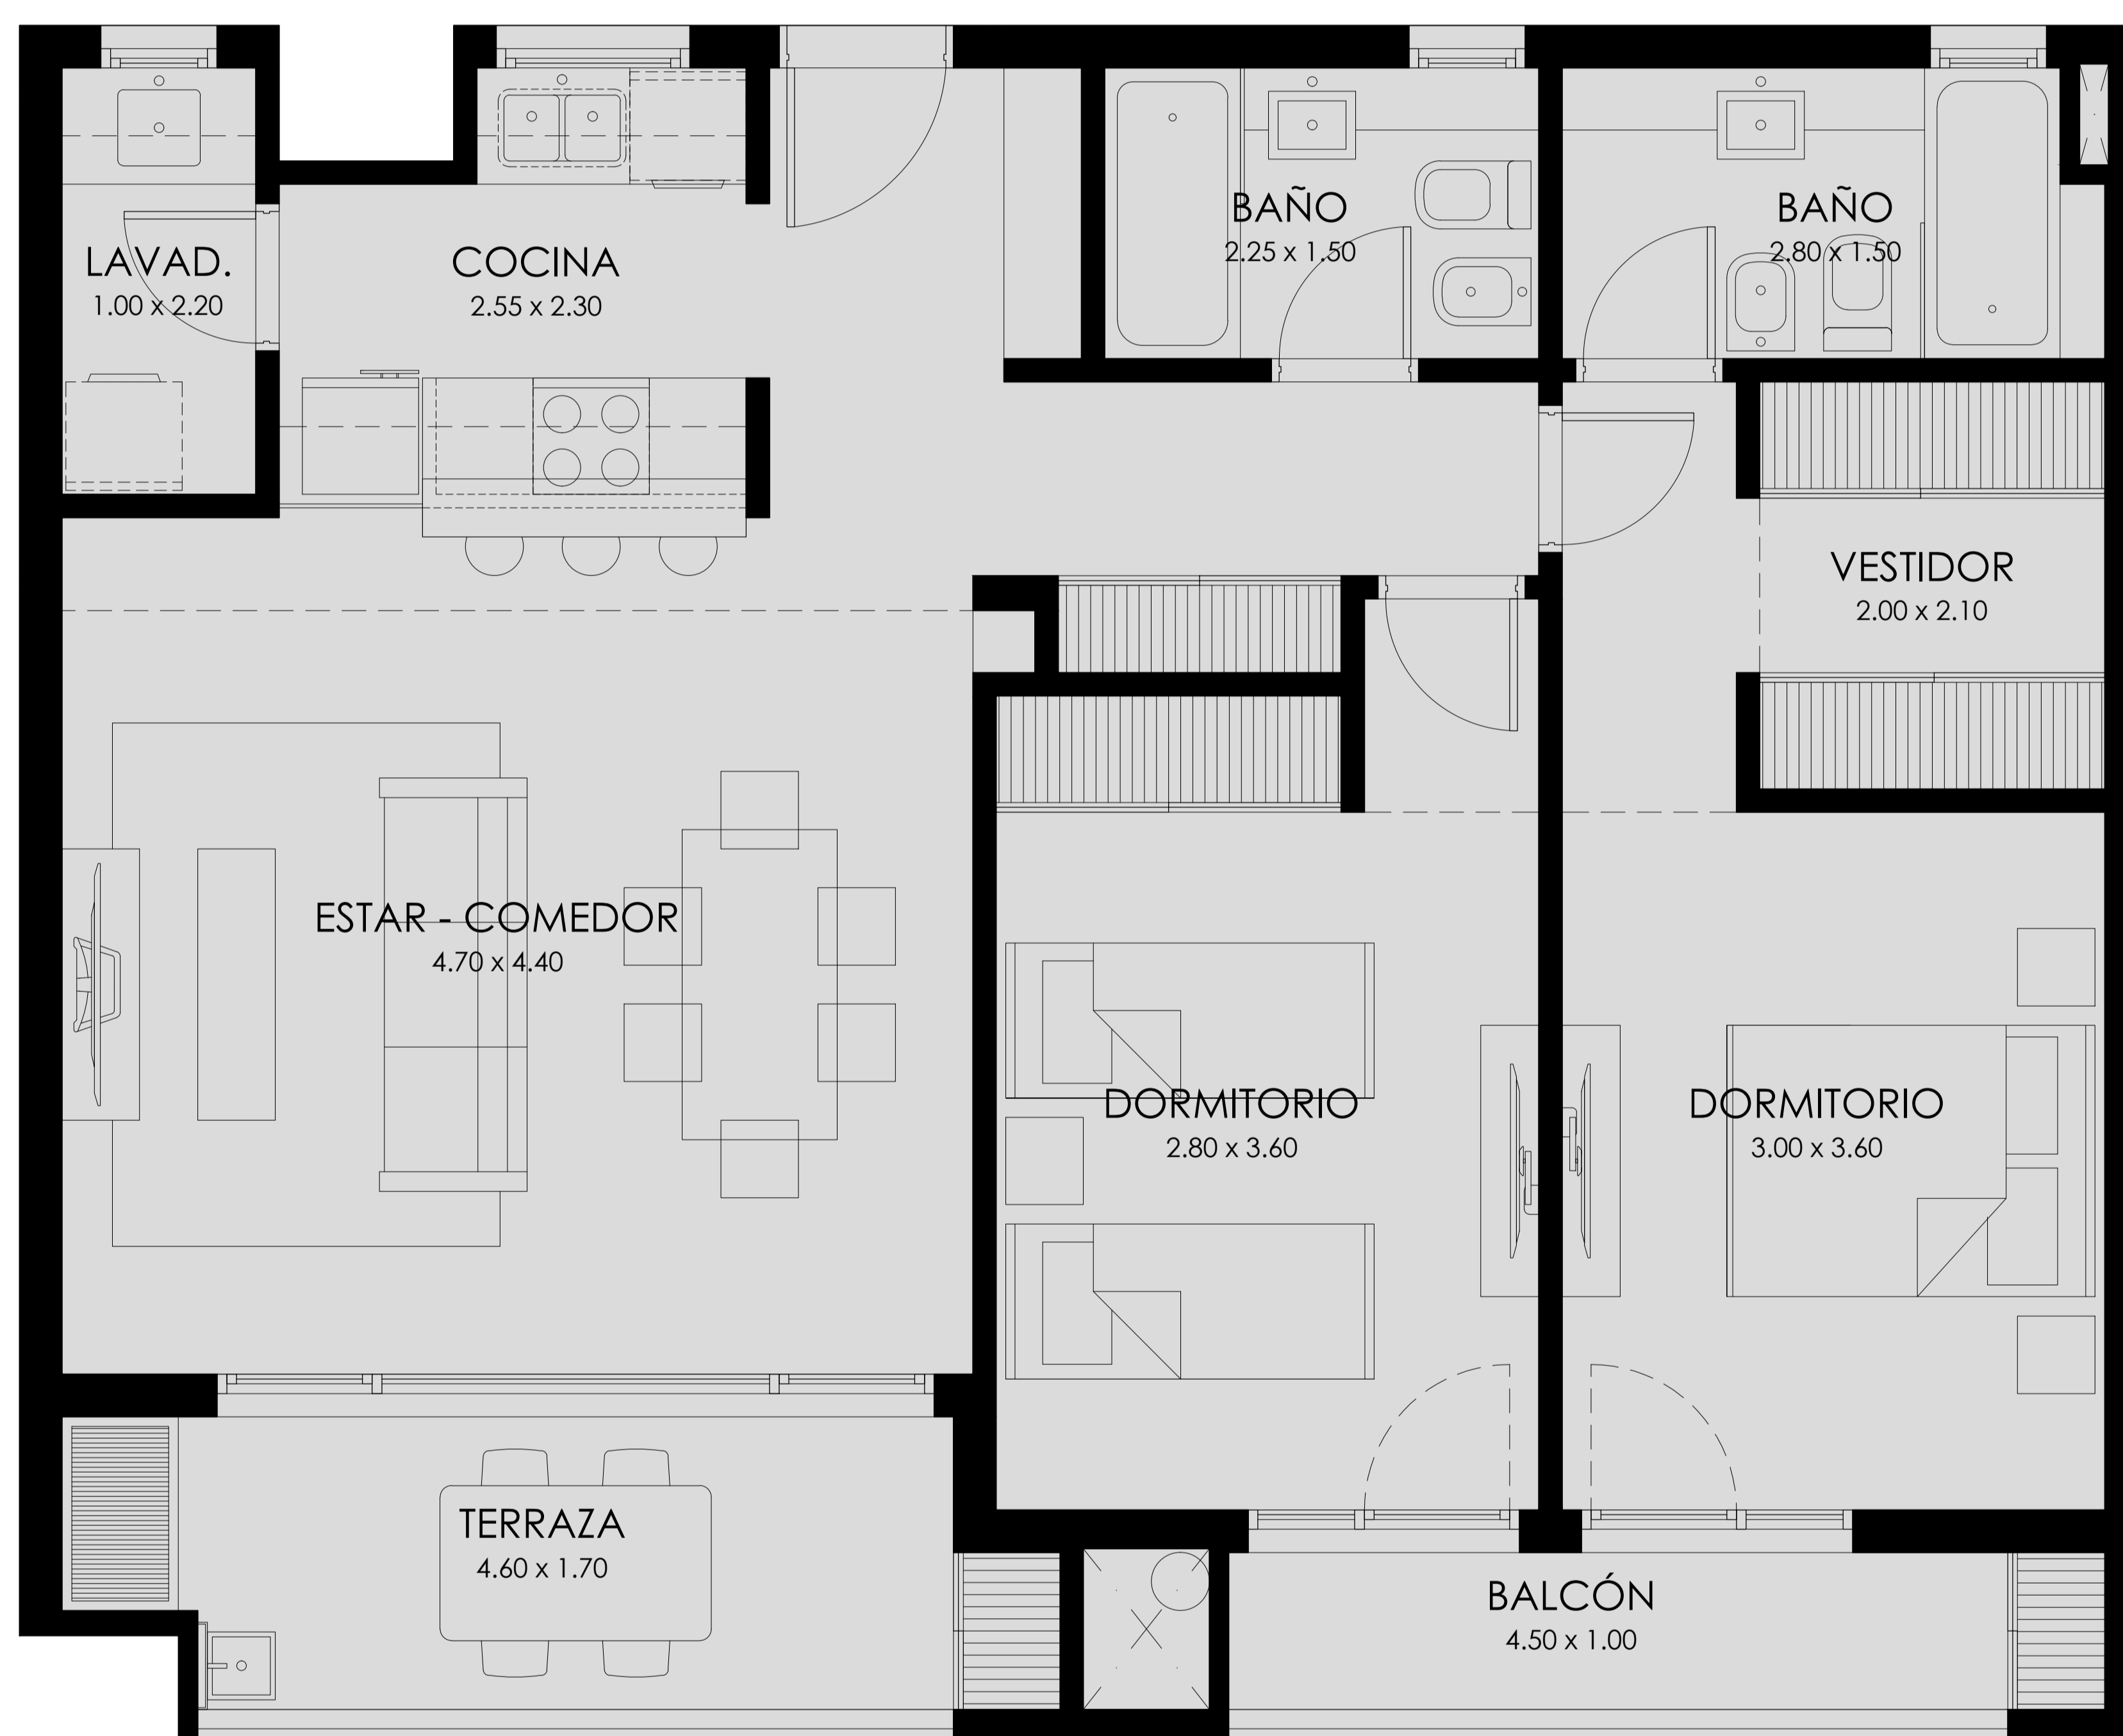 BAÑO
2.25 x 1.50
BAÑO
2.80 x 1.50
LAVAD.
1.00 x 2.20
COCINA
2.55 x 2.30
VESTIDOR
2.00 x 2.10
ESTAR - COMEDOR
4.70 x 4.40
DORMITORIO
2.80 x 3.60
DORMITORIO
3.00 x 3.60
TERRAZA
4.60 x 1.70
BALCÓN
4.50 x 1.00